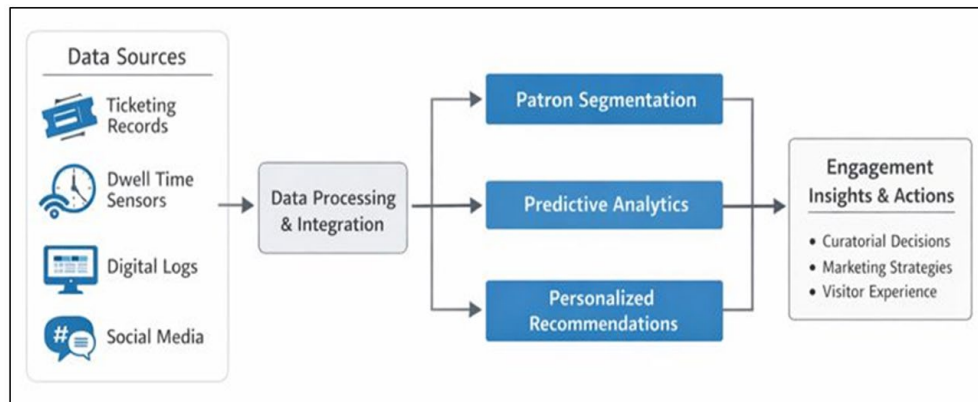 Data Sources
Ticketing
Records
Dwell Time
Sensors
Digital Logs
#
Social Media
Data Processing
& Integration
Patron Segmentation
Predictive Analytics
Personalized
Recommendations
Engagement
Insights & Actions
• Curatorial Decisions
• Marketing Strategies
• Visitor Experience